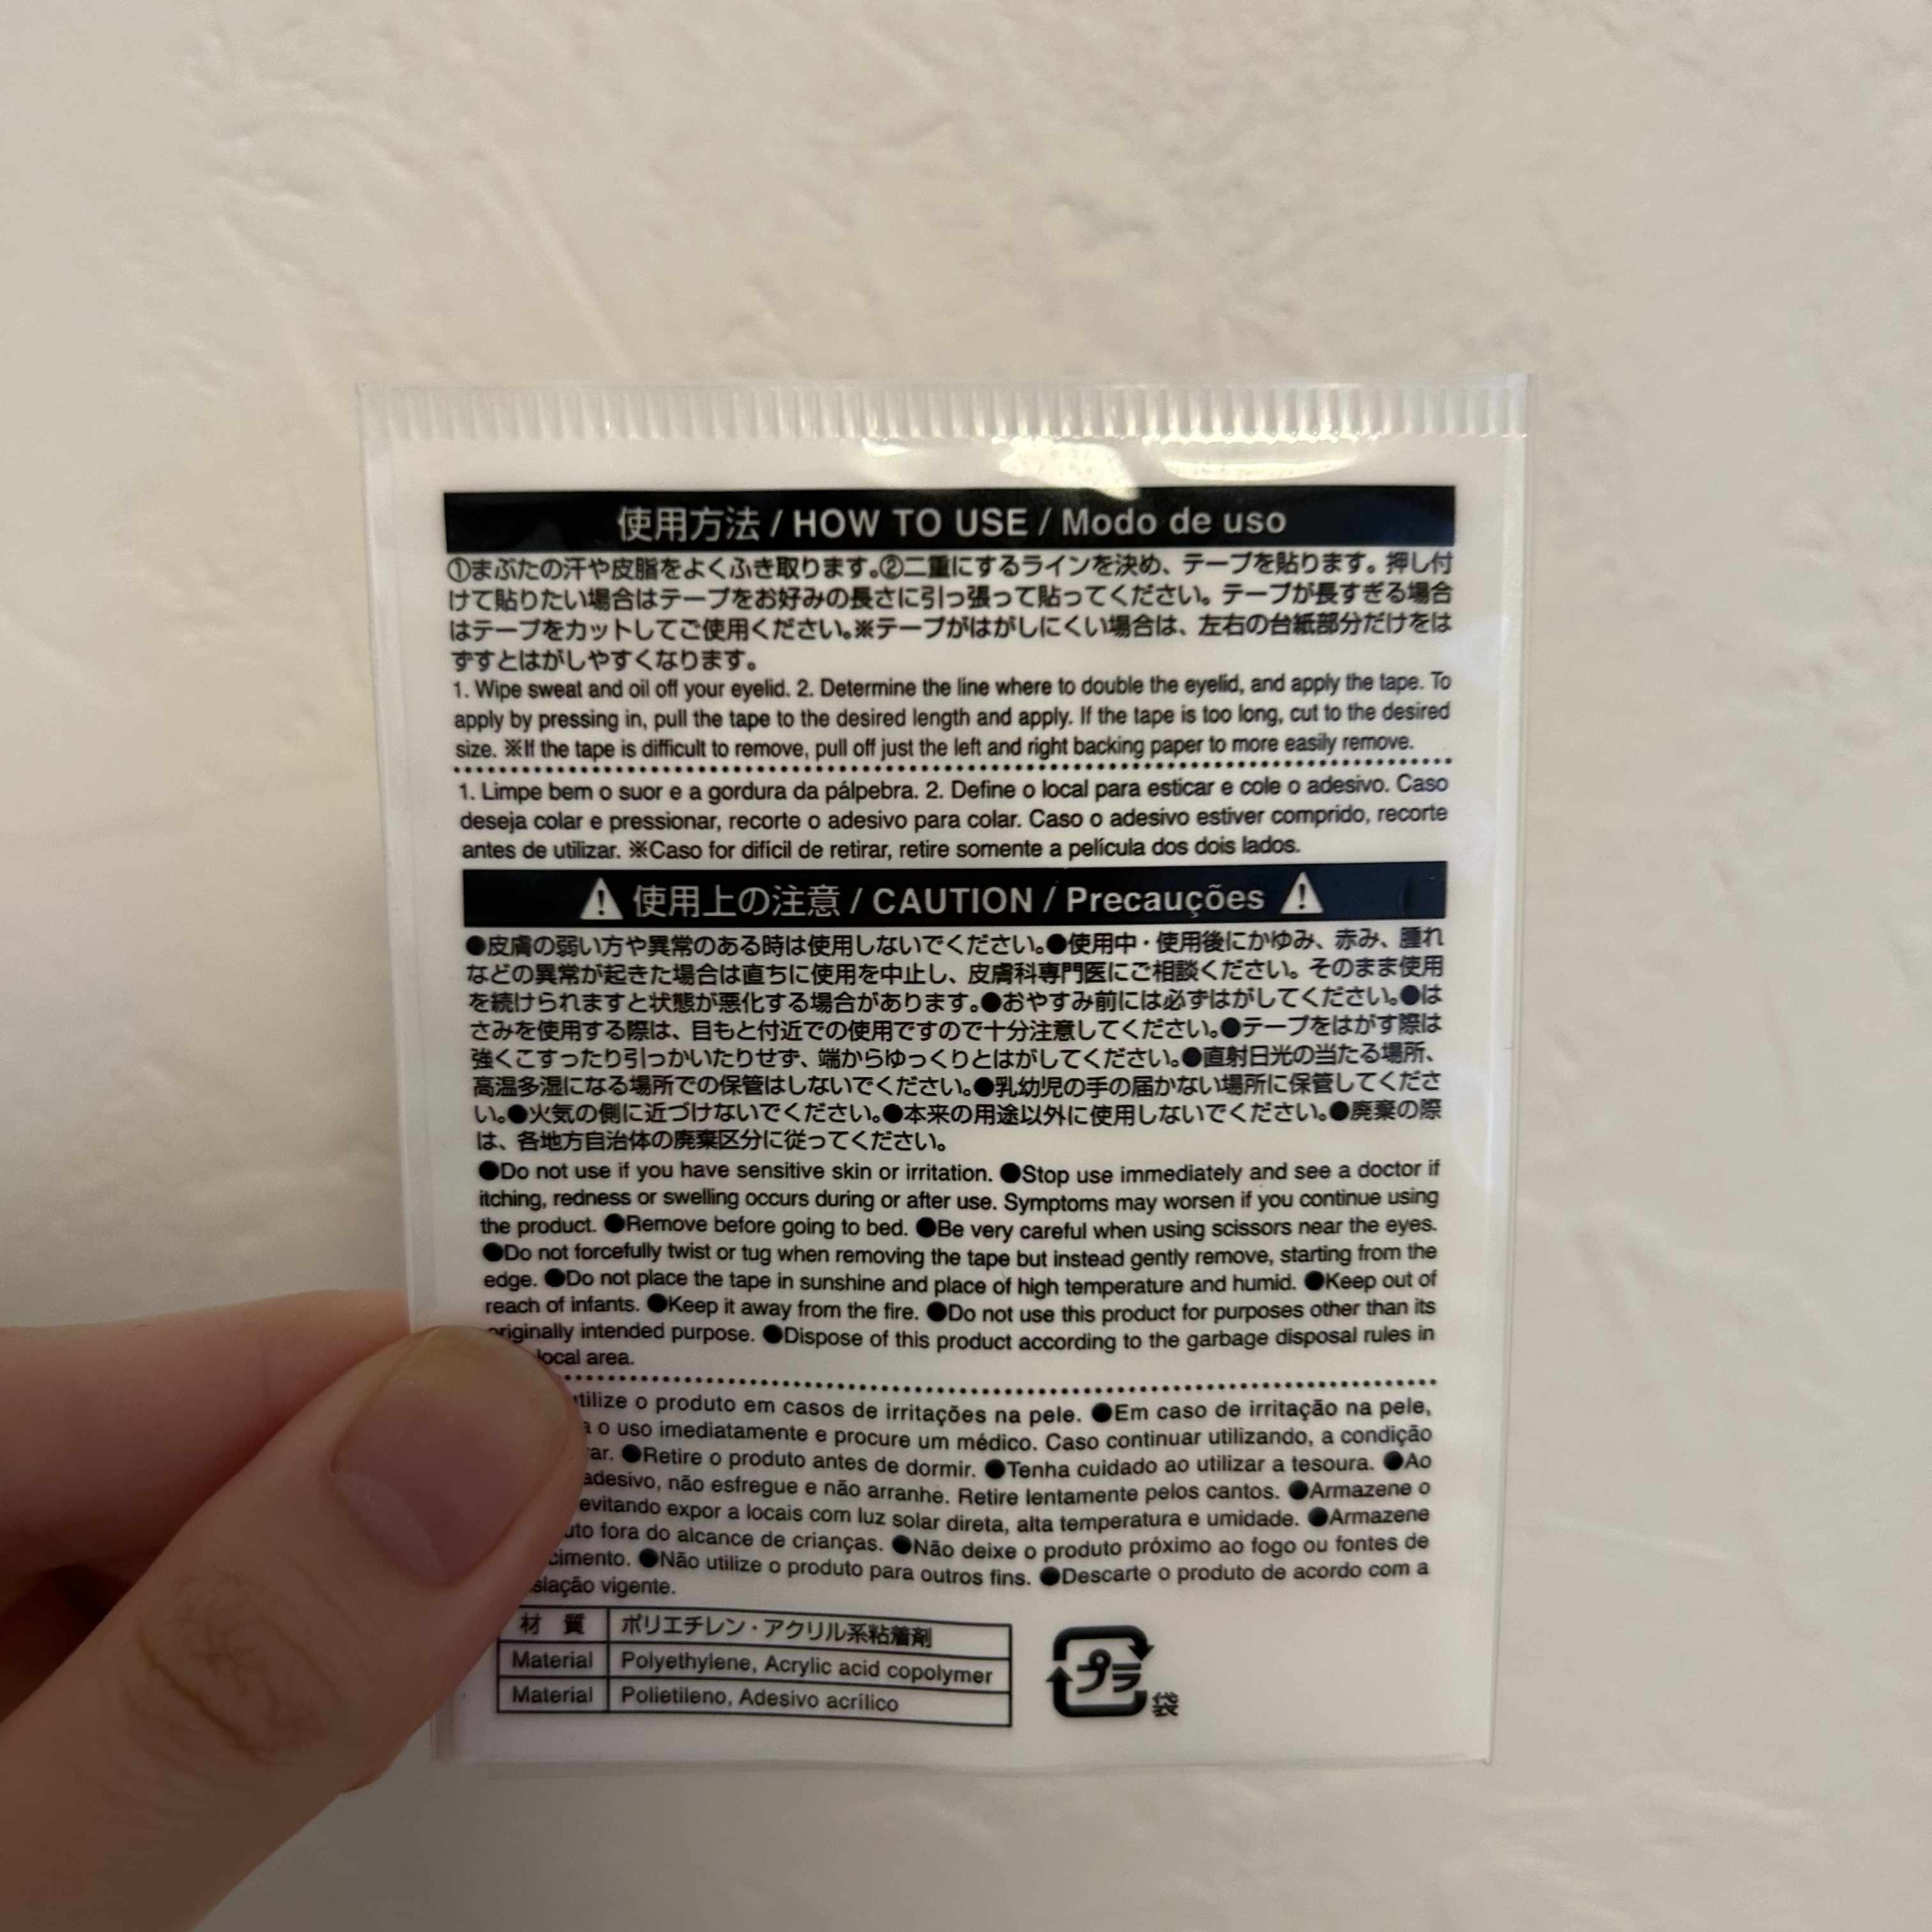 使用方法 / HOW TO USE / Modo de uso
①まぶたの汗や皮脂をよくふき取ります。②二重にするラインを決め、テープを貼ります。押し付
けて貼りたい場合はテープをお好みの長さに引っ張って貼ってください。テープが長すぎる場合
はテープをカットしてご使用ください。※テープがはがしにくい場合は、左右の台紙部分だけをは
ずすとはがしやすくなります。
1. Wipe sweat and oil off your eyelid. 2. Determine the line where to double the eyelid, and apply the tape. To
apply by pressing in, pull the tape to the desired length and apply. If the tape is too long, cut to the desired
size. ※If the tape is difficult to remove, pull off just the left and right backing paper to more easily remove.
1. Limpe bem o suor e a gordura da pálpebra. 2. Define o local para esticar e cole o adesivo. Caso
deseja colar e pressionar, recorte o adesivo para colar. Caso o adesivo estiver comprido, recorte
antes de utilizar. ※Caso for difícil de retirar, retire somente a película dos dois lados.
使用上の注意 / CAUTION / Precauções
●皮膚の弱い方や異常のある時は使用しないでください。●使用中・使用後にかゆみ、赤み、腫れ
などの異常が起きた場合は直ちに使用を中止し、皮膚科専門医にご相談ください。そのまま使用
を続けられますと状態が悪化する場合があります。●おやすみ前には必ずはがしてください。●は
さみを使用する際は、目もと付近での使用ですので十分注意してください。●テープをはがす際は
強くこすったり引っかいたりせず、端からゆっくりとはがしてください。●直射日光の当たる場所、
高温多湿になる場所での保管はしないでください。●乳幼児の手の届かない場所に保管してくださ
い。●火気の側に近づけないでください。●本来の用途以外に使用しないでください。●廃棄の際
は、各地方自治体の廃棄区分に従ってください。
●Do not use if you have sensitive skin or irritation. ●Stop use immediately and see a doctor if
itching, redness or swelling occurs during or after use. Symptoms may worsen if you continue using
the product. ●Remove before going to bed. ●Be very careful when using scissors near the eyes.
●Do not forcefully twist or tug when removing the tape but instead gently remove, starting from the
edge. ●Do not place the tape in sunshine and place of high temperature and humid. ●Keep out of
reach of infants. ●Keep it away from the fire. ●Do not use this product for purposes other than its
originally intended purpose. ●Dispose of this product according to the garbage disposal rules in
local area.
utilize o produto em casos de irritações na pele. ●Em caso de irritação na pele,
o uso imediatamente e procure um médico. Caso continuar utilizando, a condição
●Retire o produto antes de dormir. ●Tenha cuidado ao utilizar a tesoura. ●Ao
adesivo, não esfregue e não arranhe. Retire lentamente pelos cantos. ●Armazene o
evitando expor a locais com luz solar direta, alta temperatura e umidade. ●Armazene
fora do alcance de crianças. ●Não deixe o produto próximo ao fogo ou fontes de
●Não utilize o produto para outros fins. ●Descarte o produto de acordo com a
vigente.
材 質 ポリエチレン・アクリル系粘着剤
Material Polyethylene, Acrylic acid copolymer
Material Polietileno, Adesivo acrílico
プラ
袋